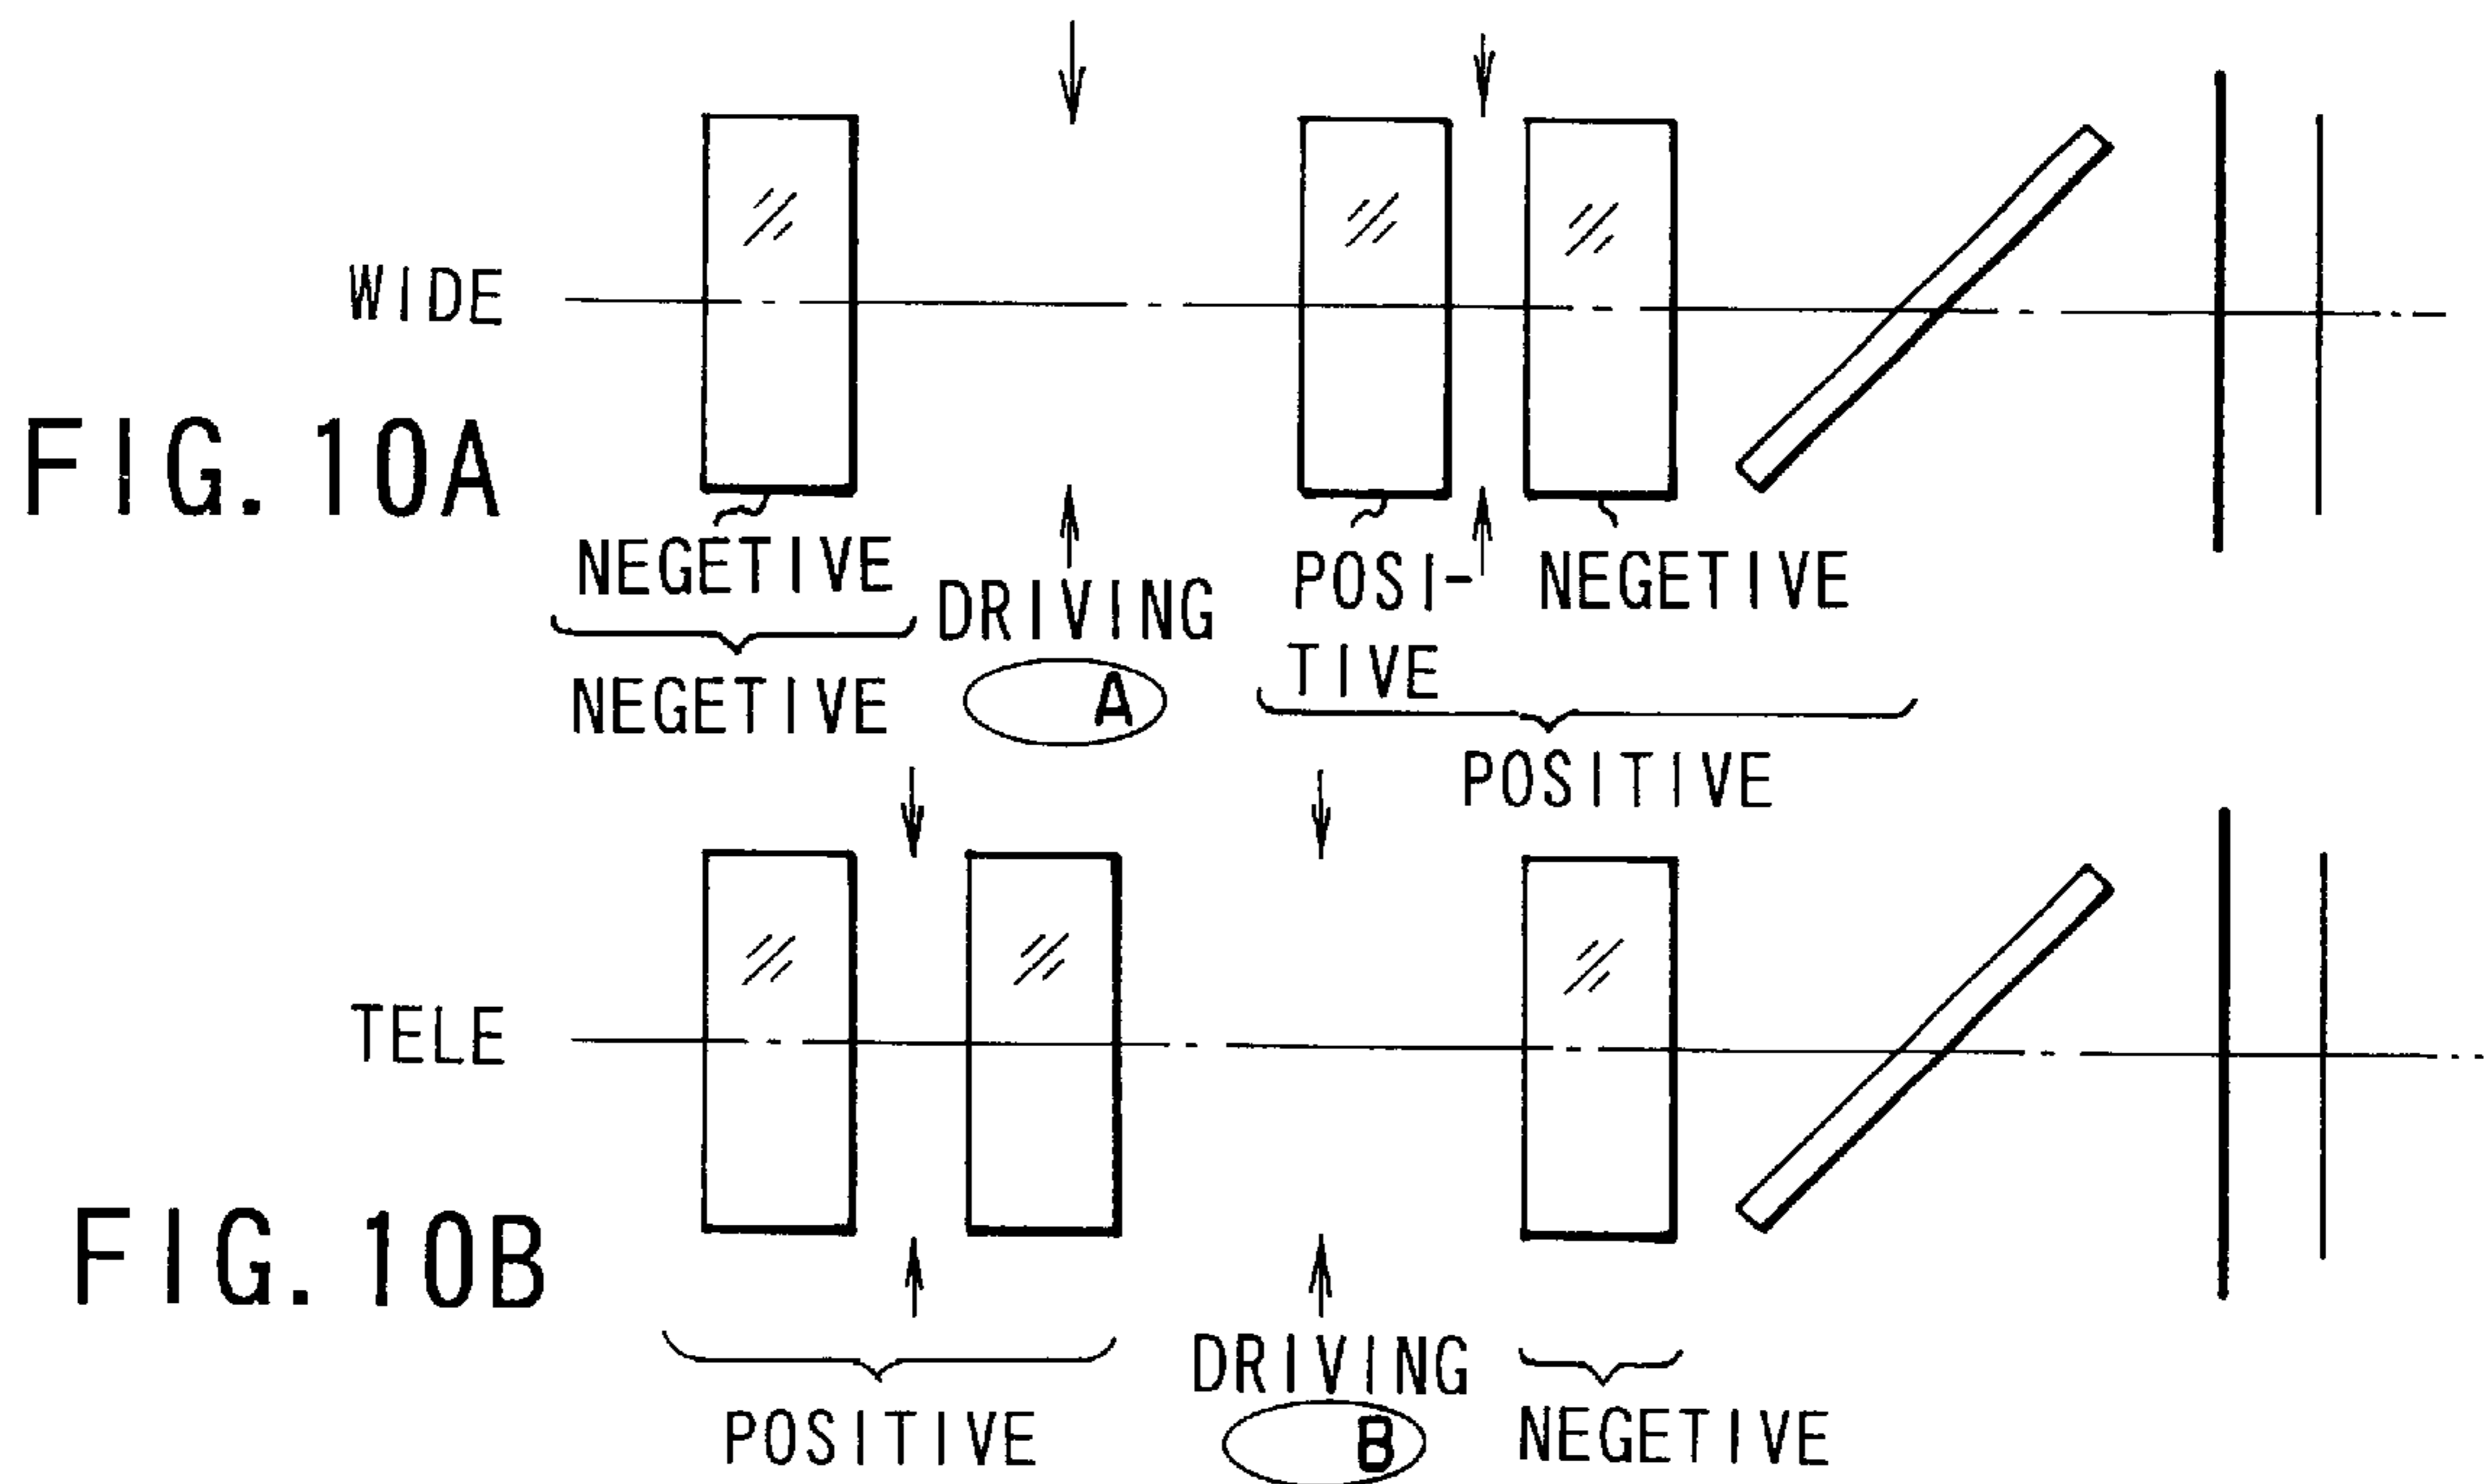 WIDE
FIG. 10A
NEGETIVE
DRIVING
POSI-
NEGETIVE
TIVE
NEGETIVE
A
POSITIVE
TELE
FIG. 10B
DRIVING
POSITIVE
B
NEGETIVE